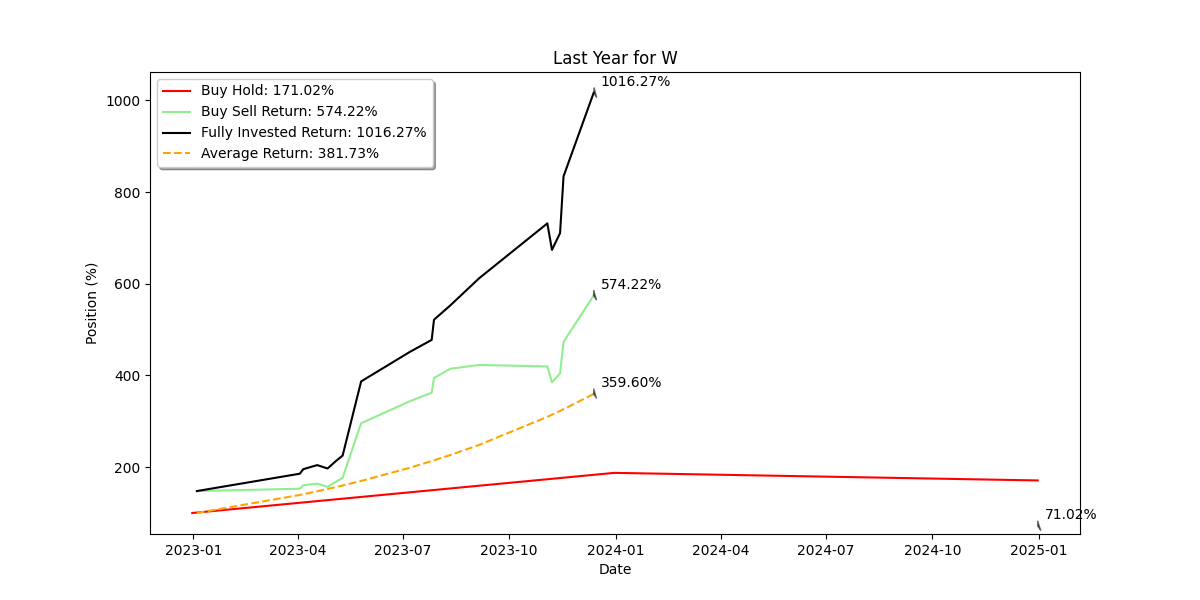 Last Year for W
Buy Hold: 171.02%
Buy Sell Return: 574.22%
Fully Invested Return: 1016.27%
Average Return: 381.73%
1016.27%
574.22%
359.60%
71.02%
Position (%)
1000
800
600
400
200
2023-01
2023-04
2023-07
2023-10
2024-01
2024-04
2024-07
2024-10
2025-01
Date